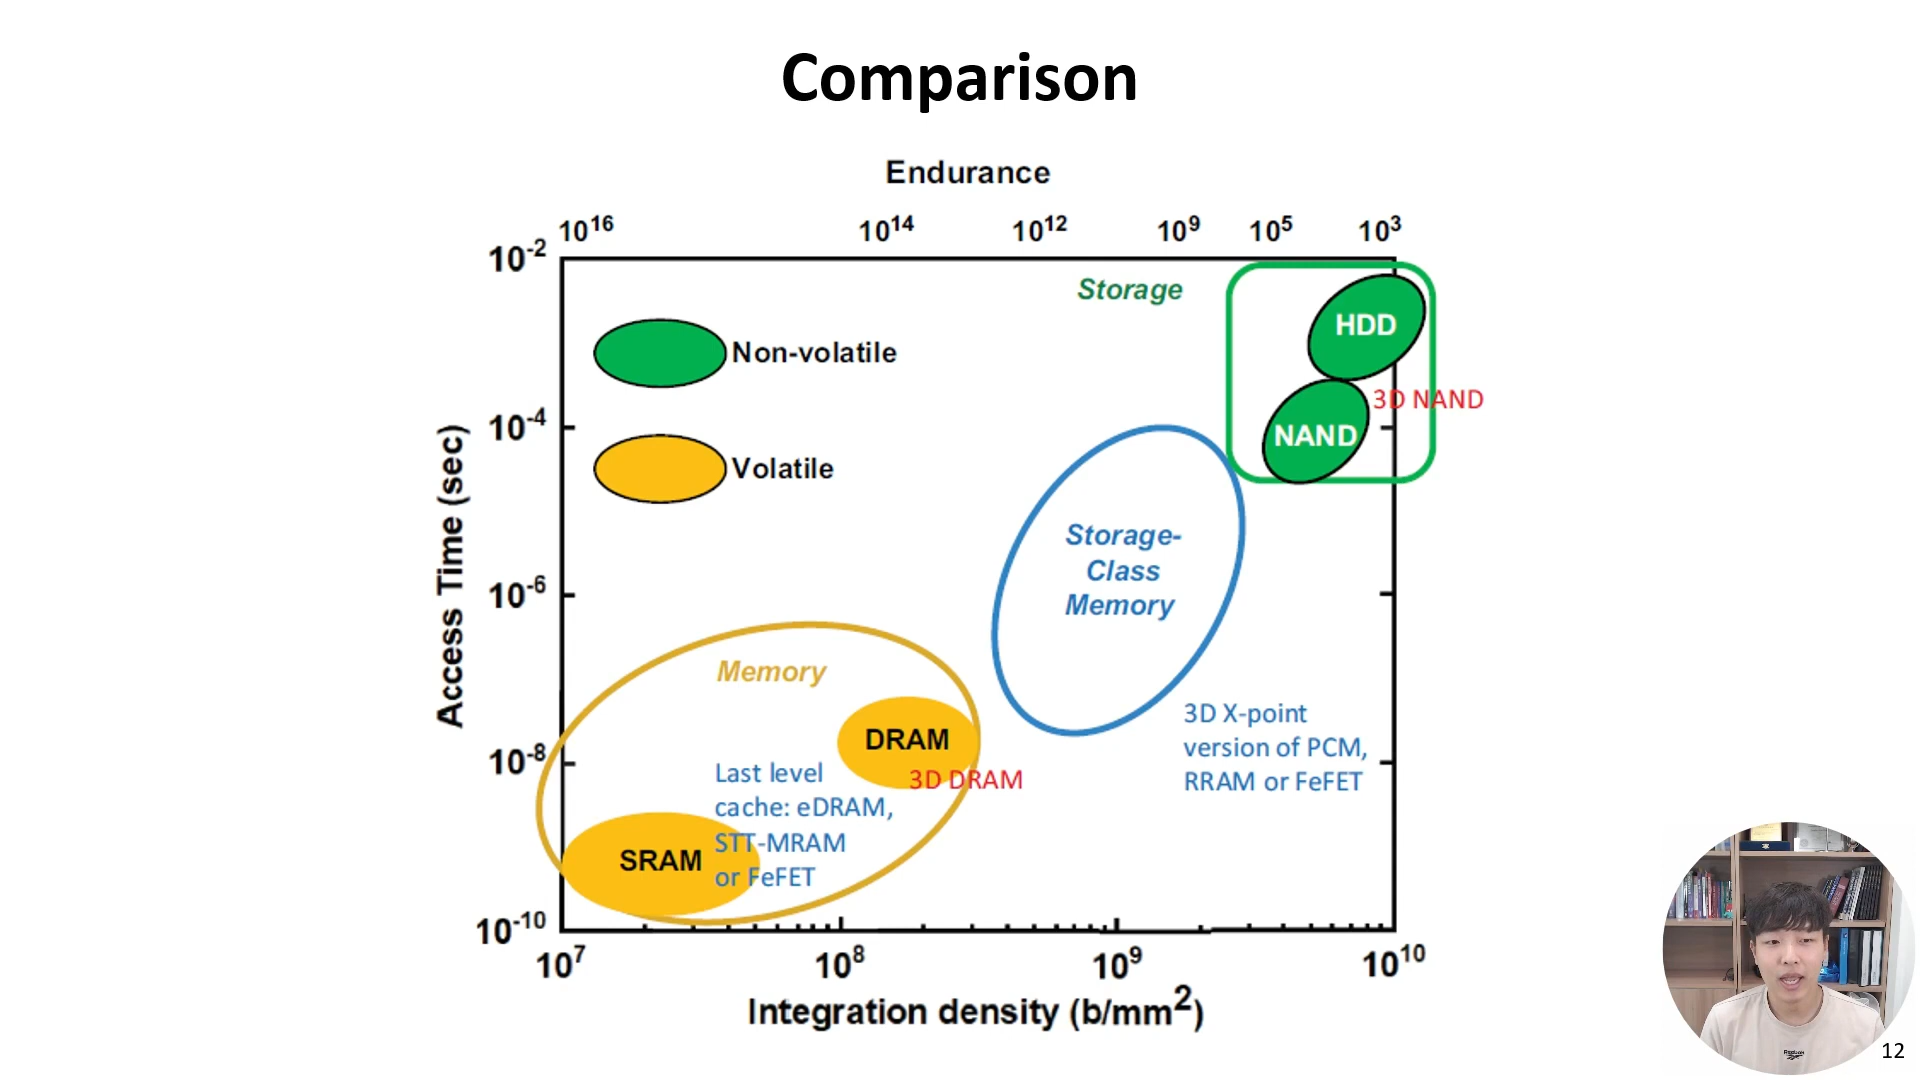 Comparison
Endurance
10^16 10^14 10^12 10^9 10^5 10^3
10^-2
Storage
HDD
Non-volatile
3D NAND
10^-4
NAND
Volatile
Storage-
Class
Memory
10^-6
Access Time (sec)
Memory
DRAM
3D DRAM
3D X-point
version of PCM,
RRAM or FeFET
10^-8
Last level
cache: eDRAM,
STT-MRAM
or FeFET
SRAM
10^-10
10^7 10^8 10^9 10^10
Integration density (b/mm^2)
Reebok
12